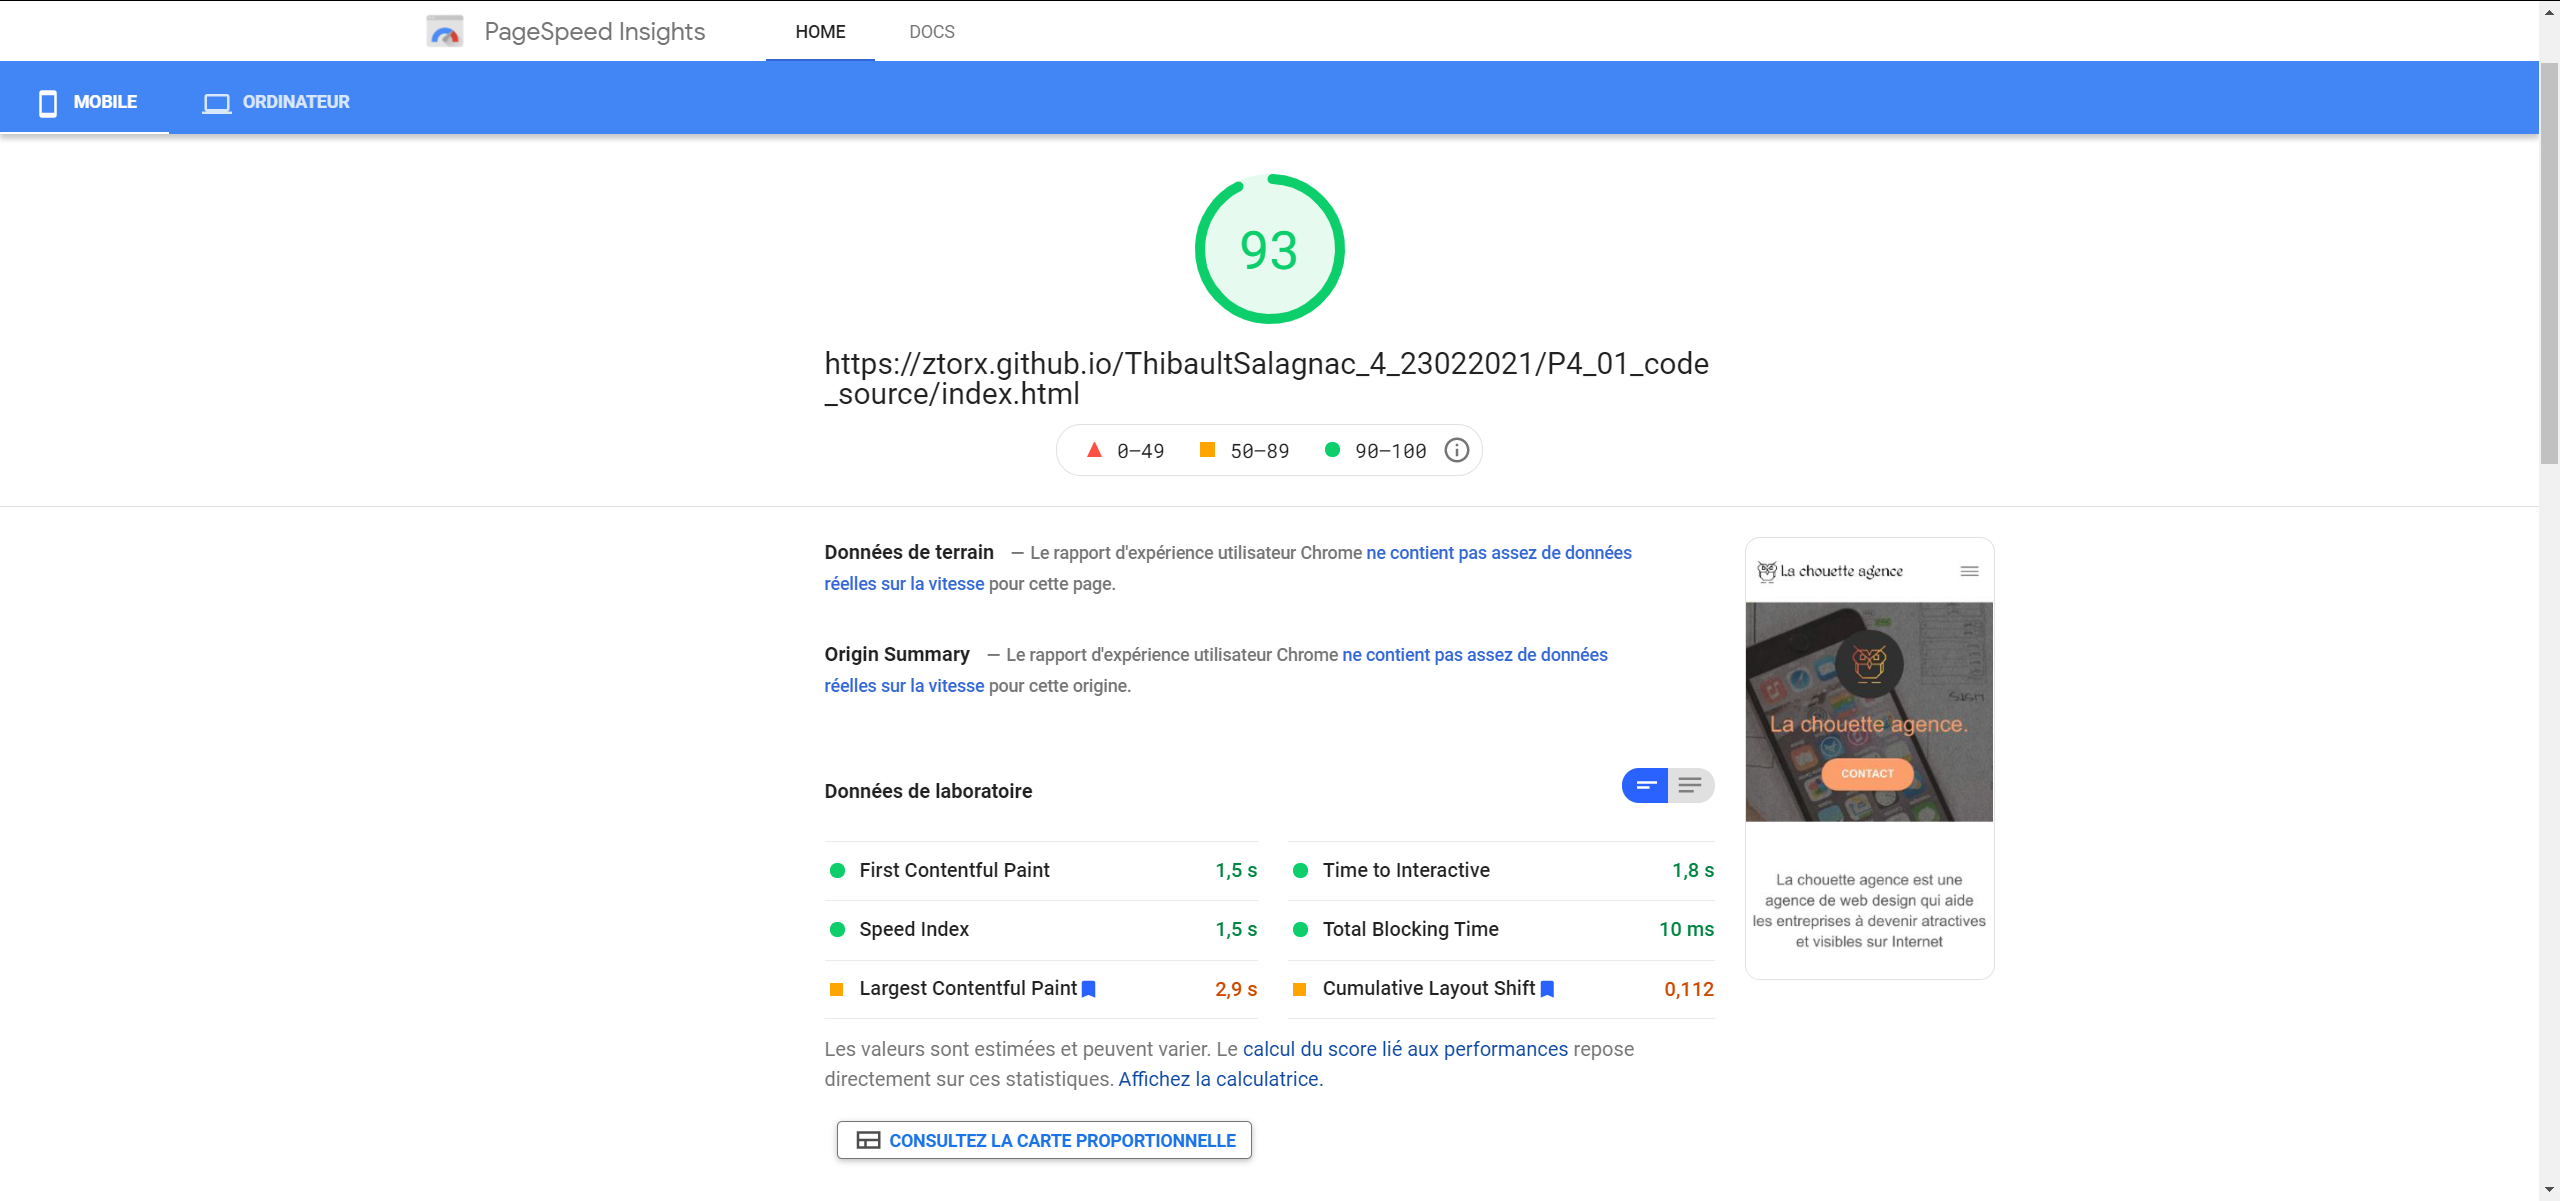 PageSpeed Insights
HOME
DOCS
MOBILE
ORDINATEUR
93
https://ztorx.github.io/ThibaultSalagnac_4_23022021/P4_01_code
_source/index.html
0–49
50–89
90–100
Données de terrain — Le rapport d'expérience utilisateur Chrome ne contient pas assez de données
réelles sur la vitesse pour cette page.
Origin Summary — Le rapport d'expérience utilisateur Chrome ne contient pas assez de données
réelles sur la vitesse pour cette origine.
Données de laboratoire
First Contentful Paint 1,5 s
Time to Interactive 1,8 s
Speed Index 1,5 s
Total Blocking Time 10 ms
Largest Contentful Paint 2,9 s
Cumulative Layout Shift 0,112
Les valeurs sont estimées et peuvent varier. Le calcul du score lié aux performances repose
directement sur ces statistiques. Affichez la calculatrice.
CONSULTEZ LA CARTE PROPORTIONNELLE
La chouette agence
La chouette agence.
CONTACT
La chouette agence est une
agence de web design qui aide
les entreprises à devenir atractives
et visibles sur Internet